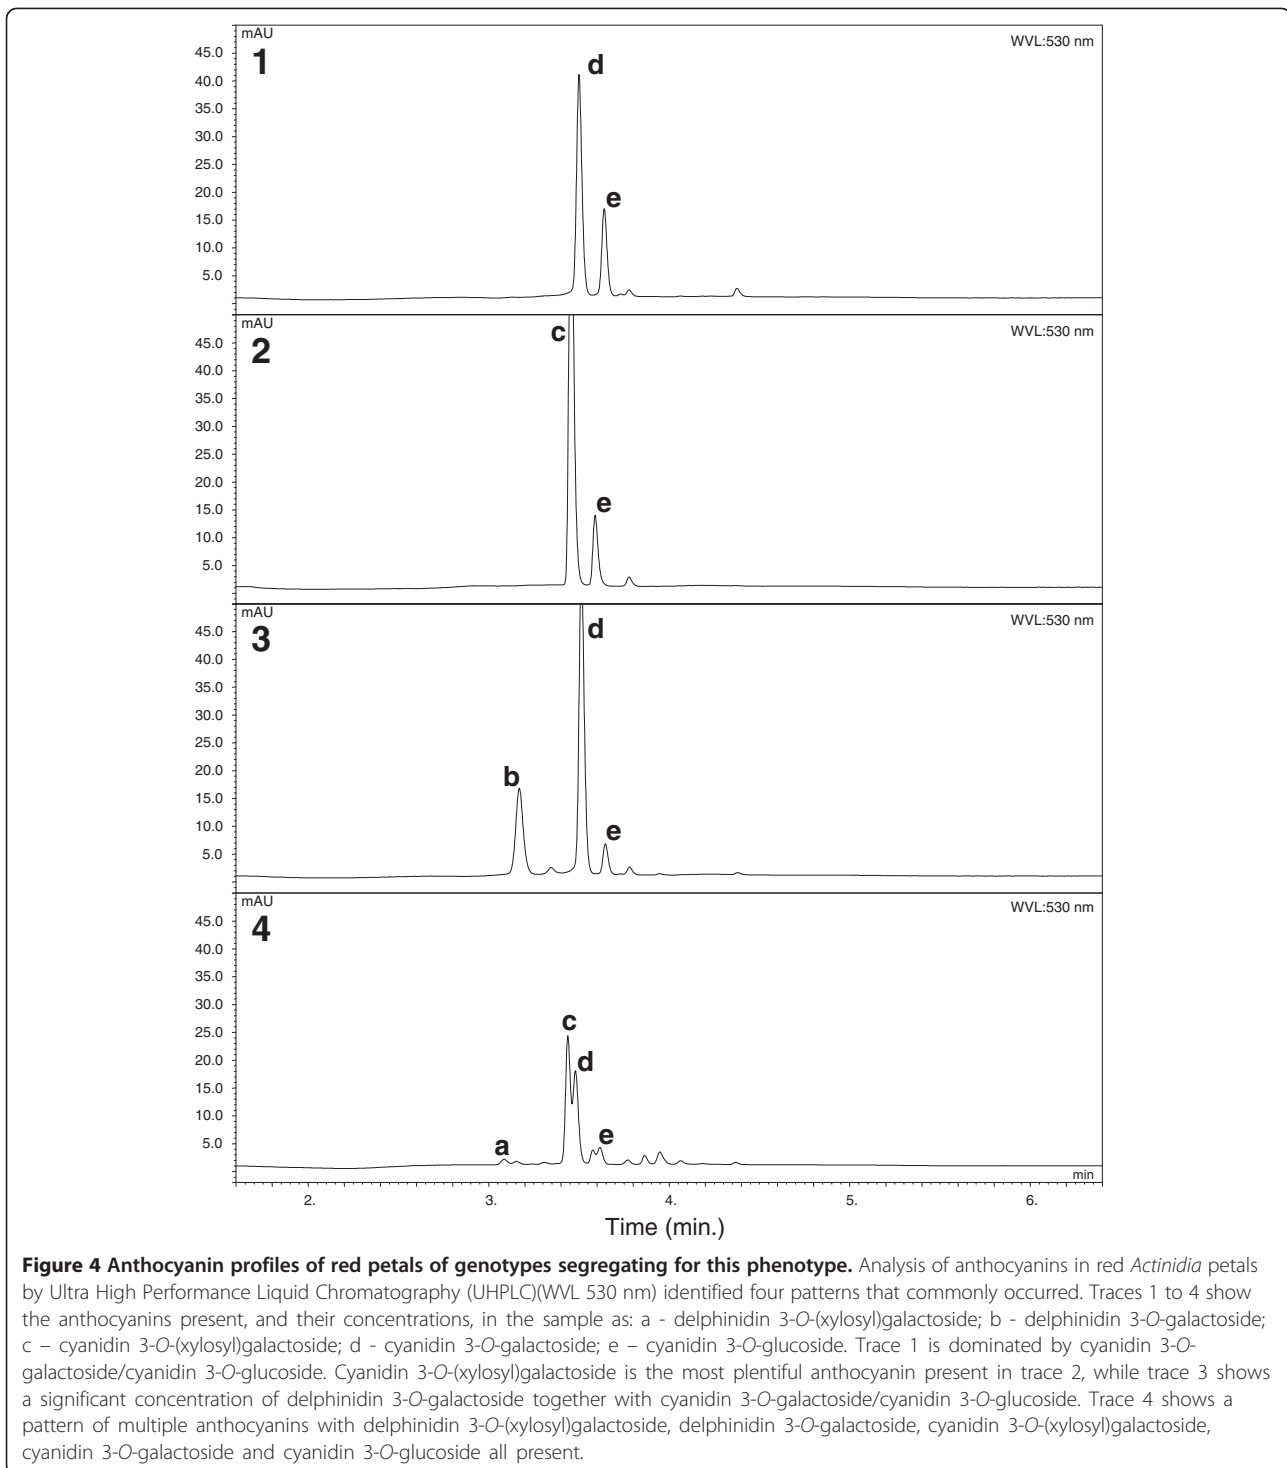 mAU
1
WVL:530 nm
45.0
40.0
35.0
30.0
25.0
20.0
15.0
10.0
5.0
d
e
mAU
2
WVL:530 nm
45.0
40.0
35.0
30.0
25.0
20.0
15.0
10.0
5.0
c
e
mAU
3
WVL:530 nm
45.0
40.0
35.0
30.0
25.0
20.0
15.0
10.0
5.0
b
d
e
mAU
4
WVL:530 nm
45.0
40.0
35.0
30.0
25.0
20.0
15.0
10.0
5.0
a
c
d
e
min
2. 3. 4. 5. 6.
Time (min.)
Figure 4 Anthocyanin profiles of red petals of genotypes segregating for this phenotype. Analysis of anthocyanins in red Actinidia petals
by Ultra High Performance Liquid Chromatography (UHPLC)(WVL 530 nm) identified four patterns that commonly occurred. Traces 1 to 4 show
the anthocyanins present, and their concentrations, in the sample as: a - delphinidin 3-O-(xylosyl)galactoside; b - delphinidin 3-O-galactoside;
c – cyanidin 3-O-(xylosyl)galactoside; d - cyanidin 3-O-galactoside; e – cyanidin 3-O-glucoside. Trace 1 is dominated by cyanidin 3-O-
galactoside/cyanidin 3-O-glucoside. Cyanidin 3-O-(xylosyl)galactoside is the most plentiful anthocyanin present in trace 2, while trace 3 shows
a significant concentration of delphinidin 3-O-galactoside together with cyanidin 3-O-galactoside/cyanidin 3-O-glucoside. Trace 4 shows a
pattern of multiple anthocyanins with delphinidin 3-O-(xylosyl)galactoside, delphinidin 3-O-galactoside, cyanidin 3-O-(xylosyl)galactoside,
cyanidin 3-O-galactoside and cyanidin 3-O-glucoside all present.